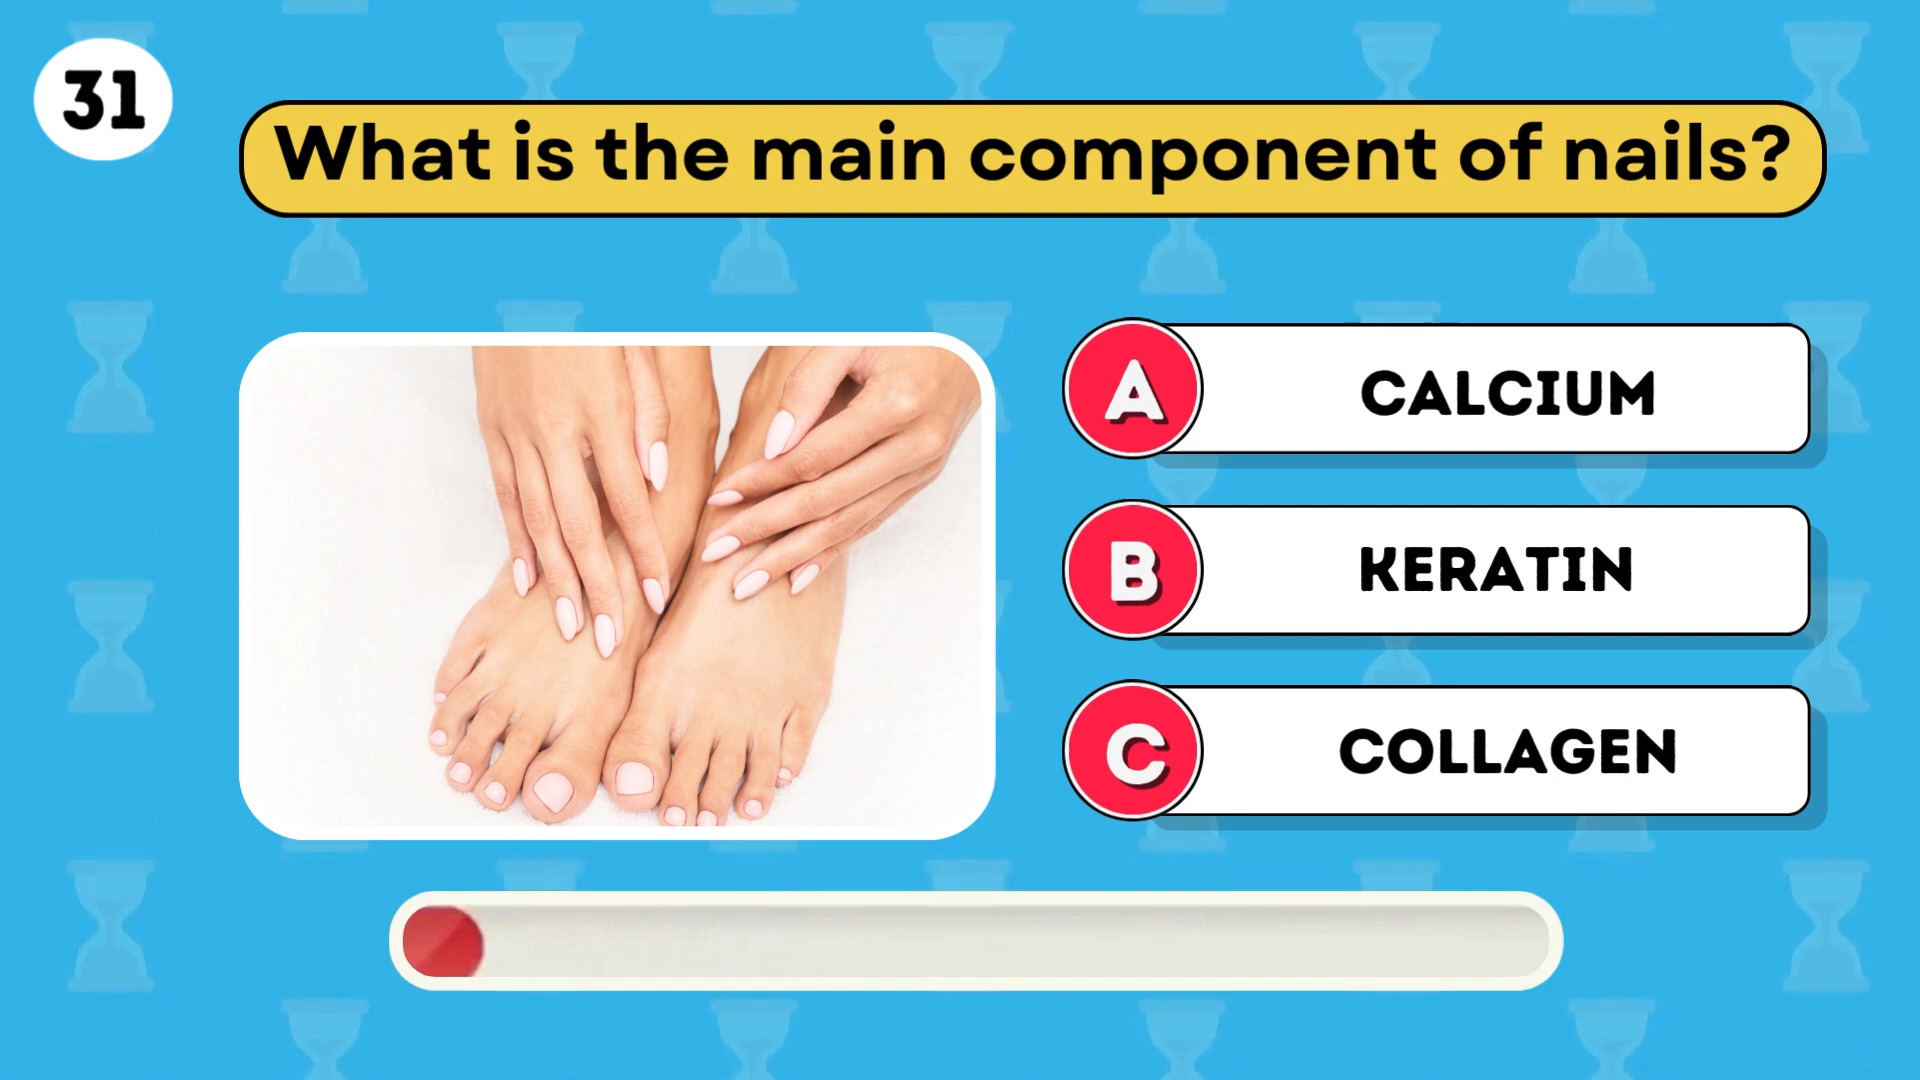 31
What is the main component of nails?
A CALCIUM
B KERATIN
C COLLAGEN